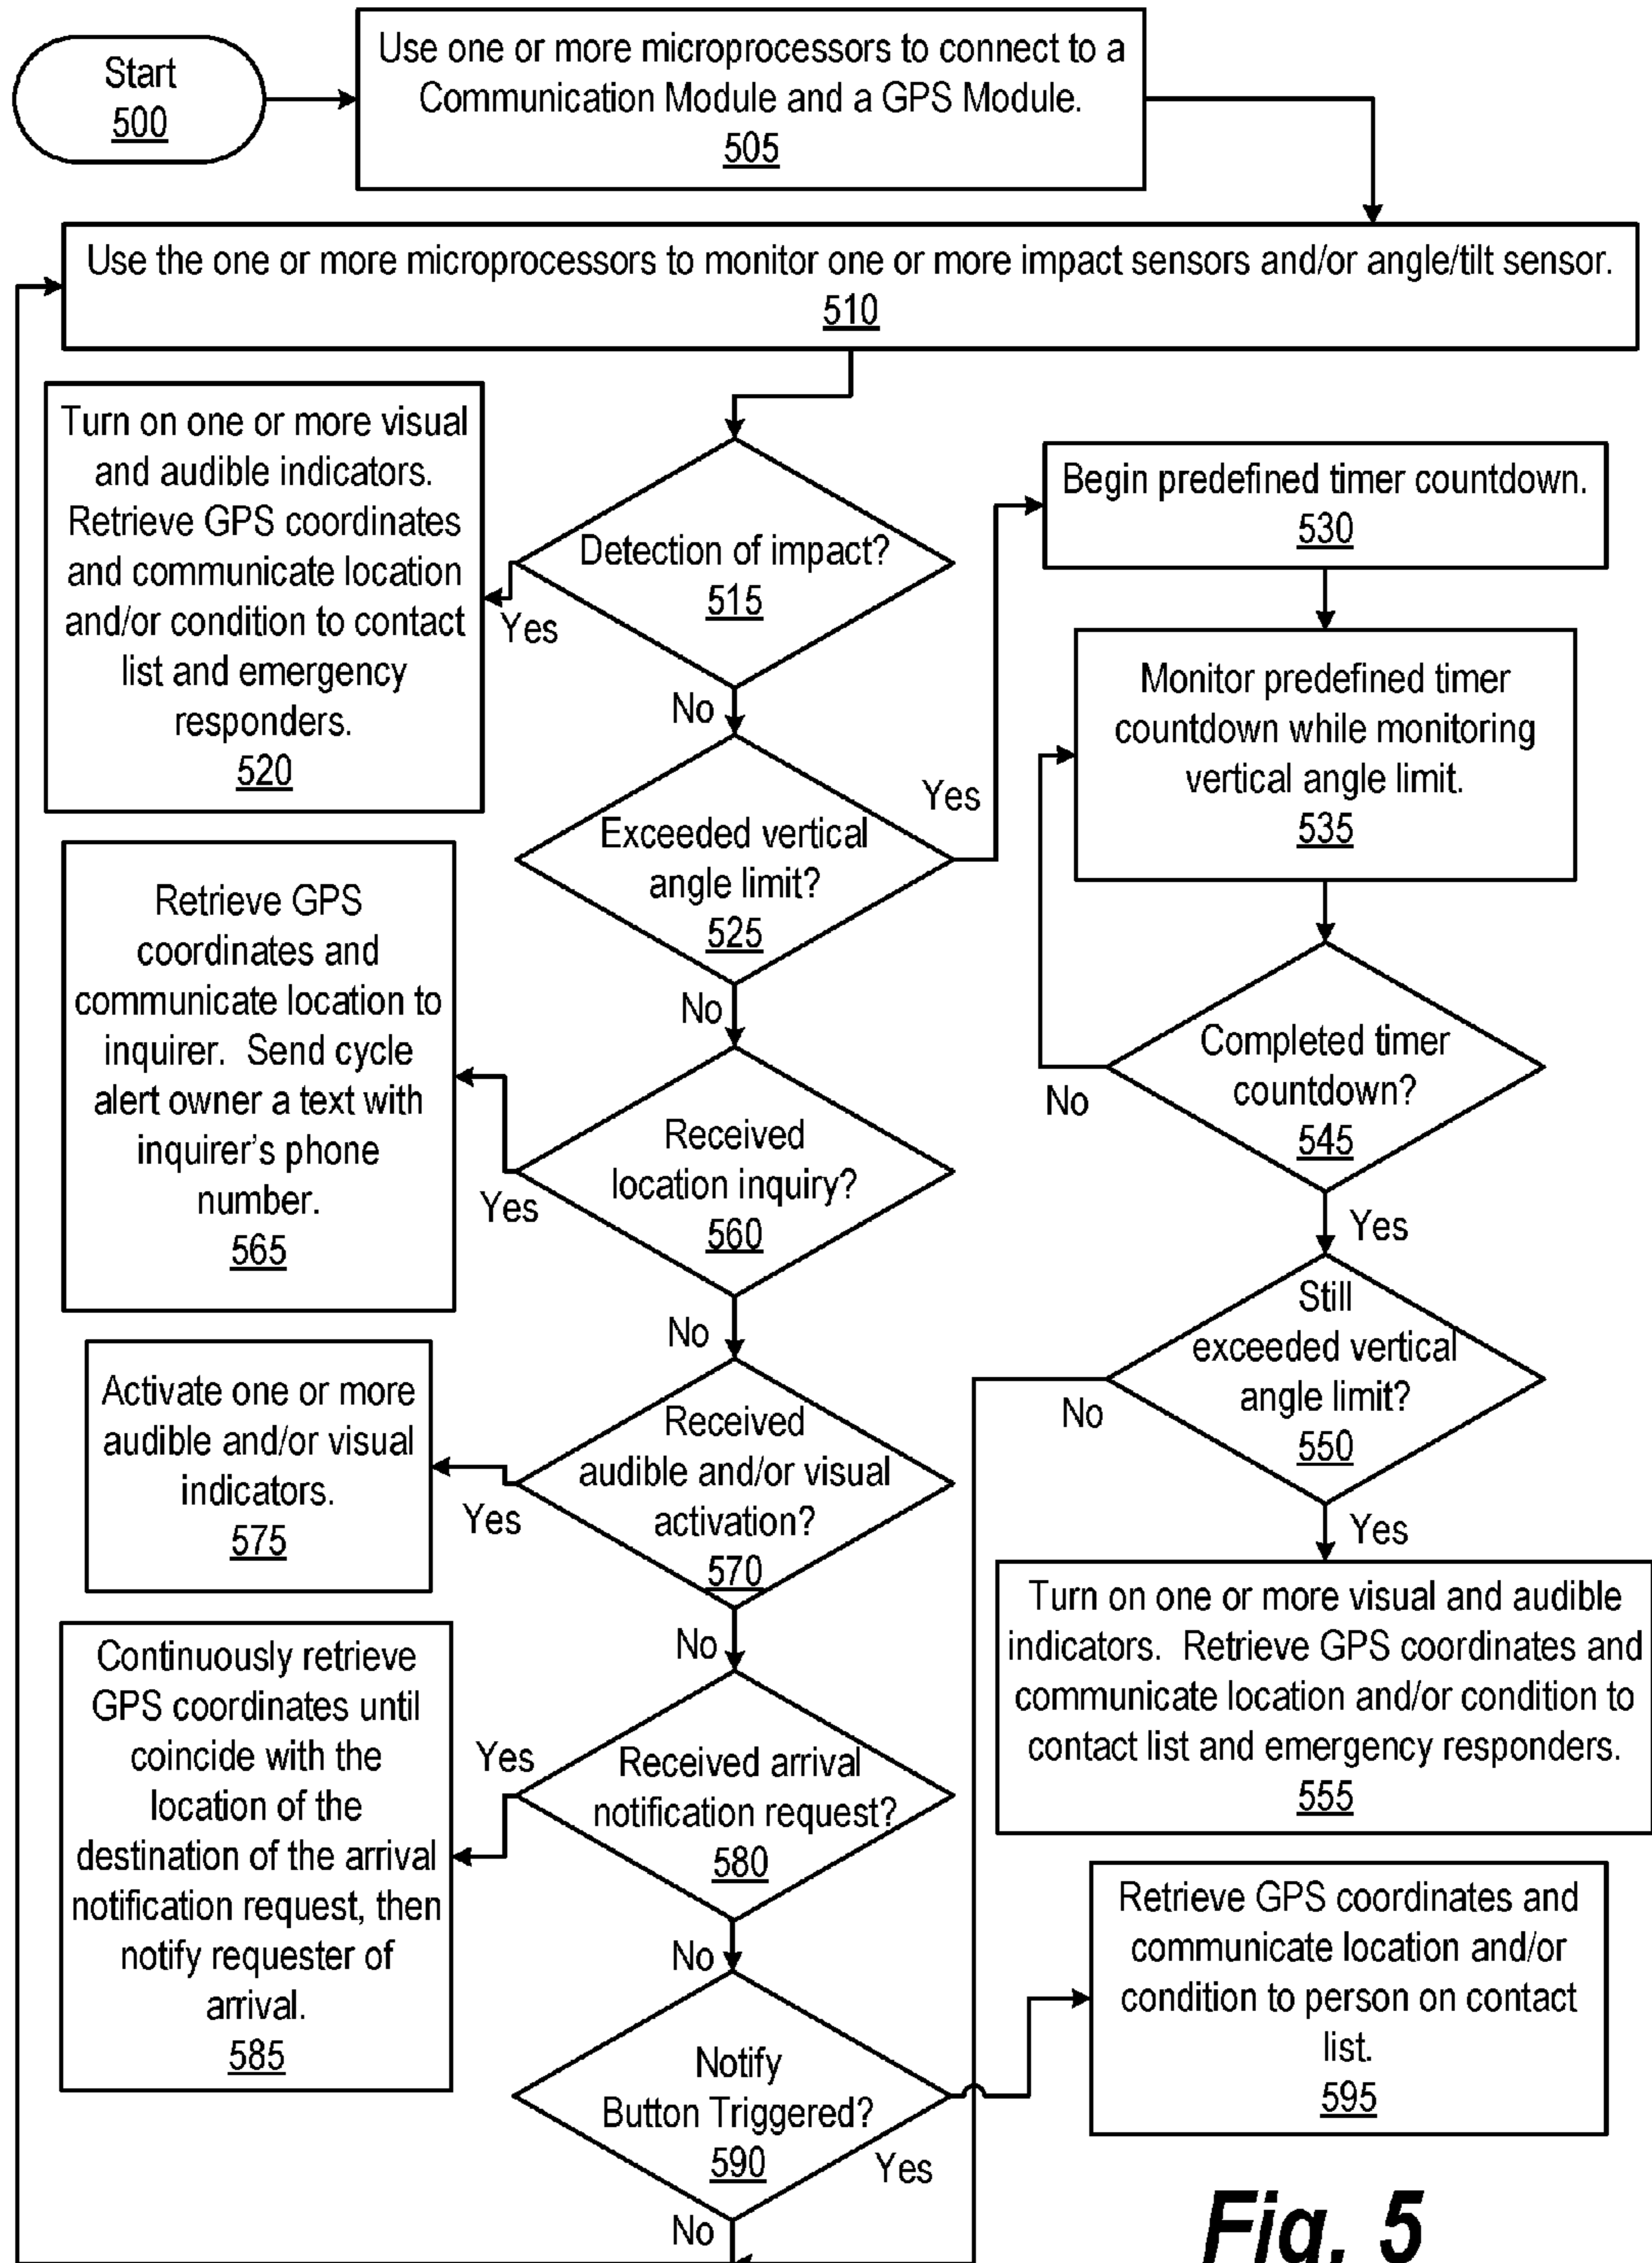 Start
500
Use one or more microprocessors to connect to a
Communication Module and a GPS Module.
505
Use the one or more microprocessors to monitor one or more impact sensors and/or angle/tilt sensor.
510
Turn on one or more visual
and audible indicators.
Retrieve GPS coordinates
and communicate location
and/or condition to contact
list and emergency
responders.
520
Detection of impact?
515
Yes
No
Begin predefined timer countdown.
530
Monitor predefined timer
countdown while monitoring
vertical angle limit.
535
Exceeded vertical
angle limit?
525
Yes
No
Retrieve GPS
coordinates and
communicate location to
inquirer. Send cycle
alert owner a text with
inquirer's phone
number.
565
Received
location inquiry?
560
Yes
No
Completed timer
countdown?
545
No
Yes
Still
exceeded vertical
angle limit?
550
No
Yes
Activate one or more
audible and/or visual
indicators.
575
Received
audible and/or visual
activation?
570
Yes
No
Turn on one or more visual and audible
indicators. Retrieve GPS coordinates and
communicate location and/or condition to
contact list and emergency responders.
555
Continuously retrieve
GPS coordinates until
coincide with the
location of the
destination of the arrival
notification request, then
notify requester of
arrival.
585
Yes
Received arrival
notification request?
580
No
Retrieve GPS coordinates and
communicate location and/or
condition to person on contact
list.
595
Notify
Button Triggered?
590
Yes
No
Fig. 5